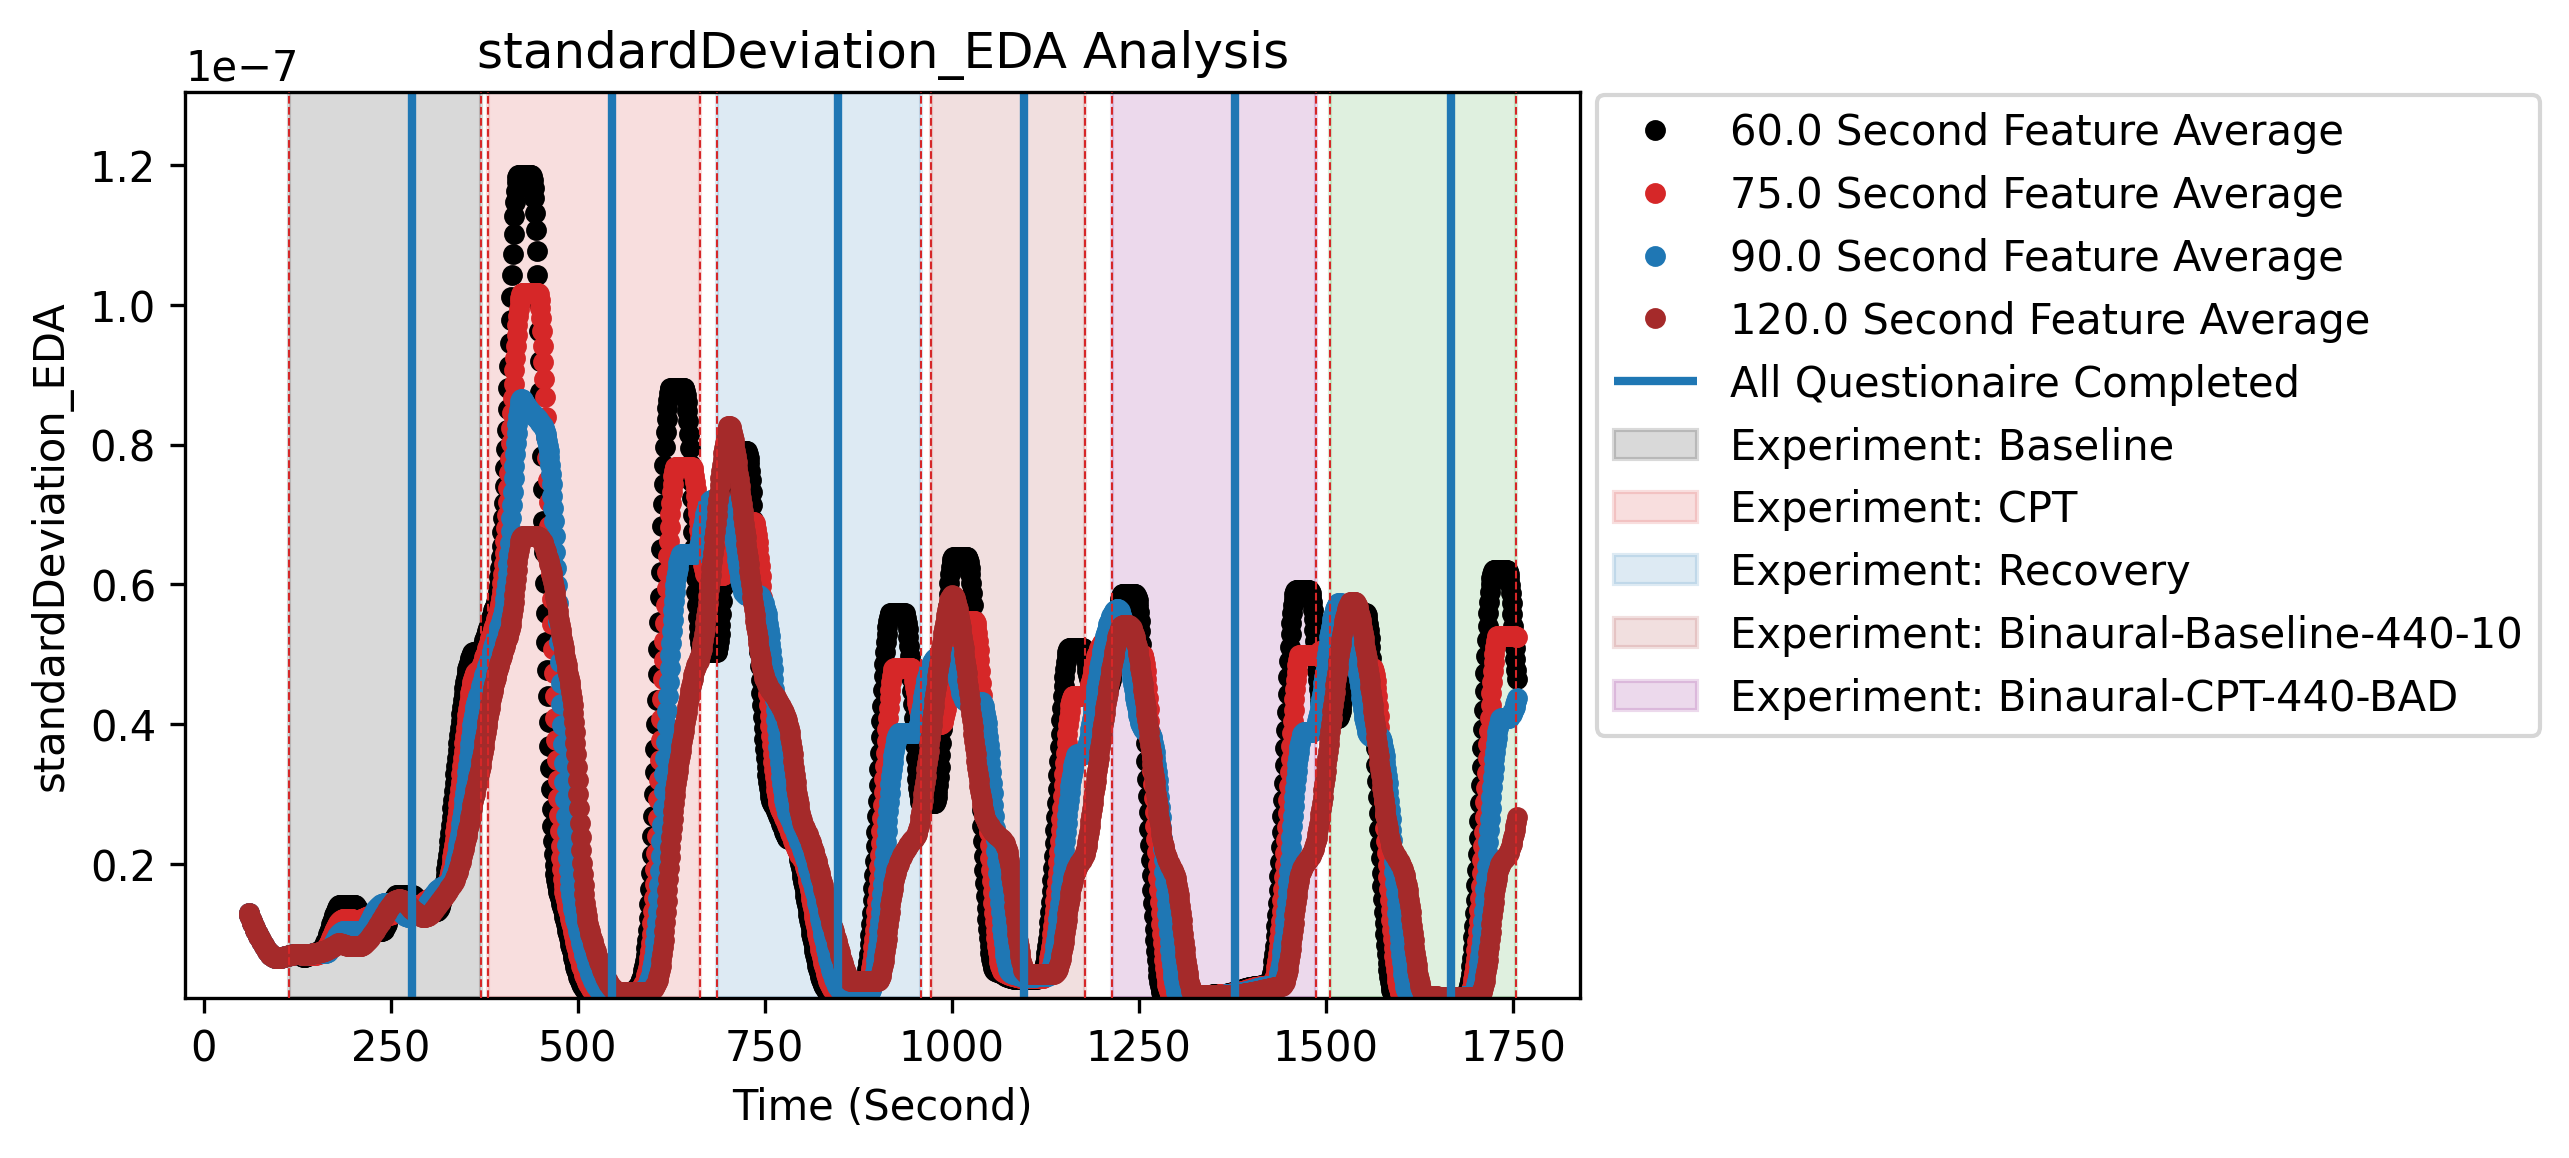 standardDeviation_EDA Analysis
1e−7
1.2
1.0
0.8
0.6
0.4
0.2
standardDeviation_EDA
0 250 500 750 1000 1250 1500 1750
Time (Second)
60.0 Second Feature Average
75.0 Second Feature Average
90.0 Second Feature Average
120.0 Second Feature Average
All Questionaire Completed
Experiment: Baseline
Experiment: CPT
Experiment: Recovery
Experiment: Binaural-Baseline-440-10
Experiment: Binaural-CPT-440-BAD